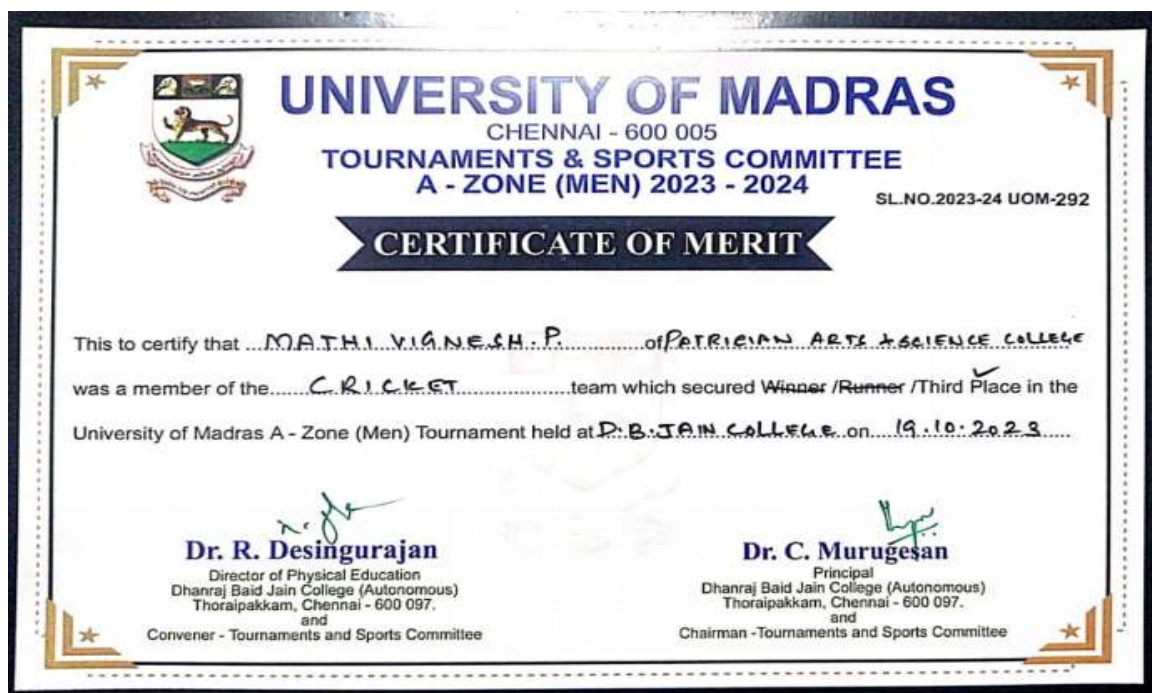 UNIVERSITY OF MADRAS
CHENNAI - 600 005
TOURNAMENTS & SPORTS COMMITTEE
A - ZONE (MEN) 2023 - 2024
SL.NO.2023-24 UOM-292
CERTIFICATE OF MERIT
This to certify that MATHI VIGNESH. P. of PATRICIAN ARTS & SCIENCE COLLEGE
was a member of the CRICKET team which secured Winner /Runner /Third Place in the
University of Madras A - Zone (Men) Tournament held at D.B. JAIN COLLEGE on 19.10.2023
Dr. R. Desingurajan
Director of Physical Education
Dhanraj Baid Jain College (Autonomous)
Thoraipakkam, Chennai - 600 097.
and
Convener - Tournaments and Sports Committee
Dr. C. Murugesan
Principal
Dhanraj Baid Jain College (Autonomous)
Thoraipakkam, Chennai - 600 097.
and
Chairman -Tournaments and Sports Committee